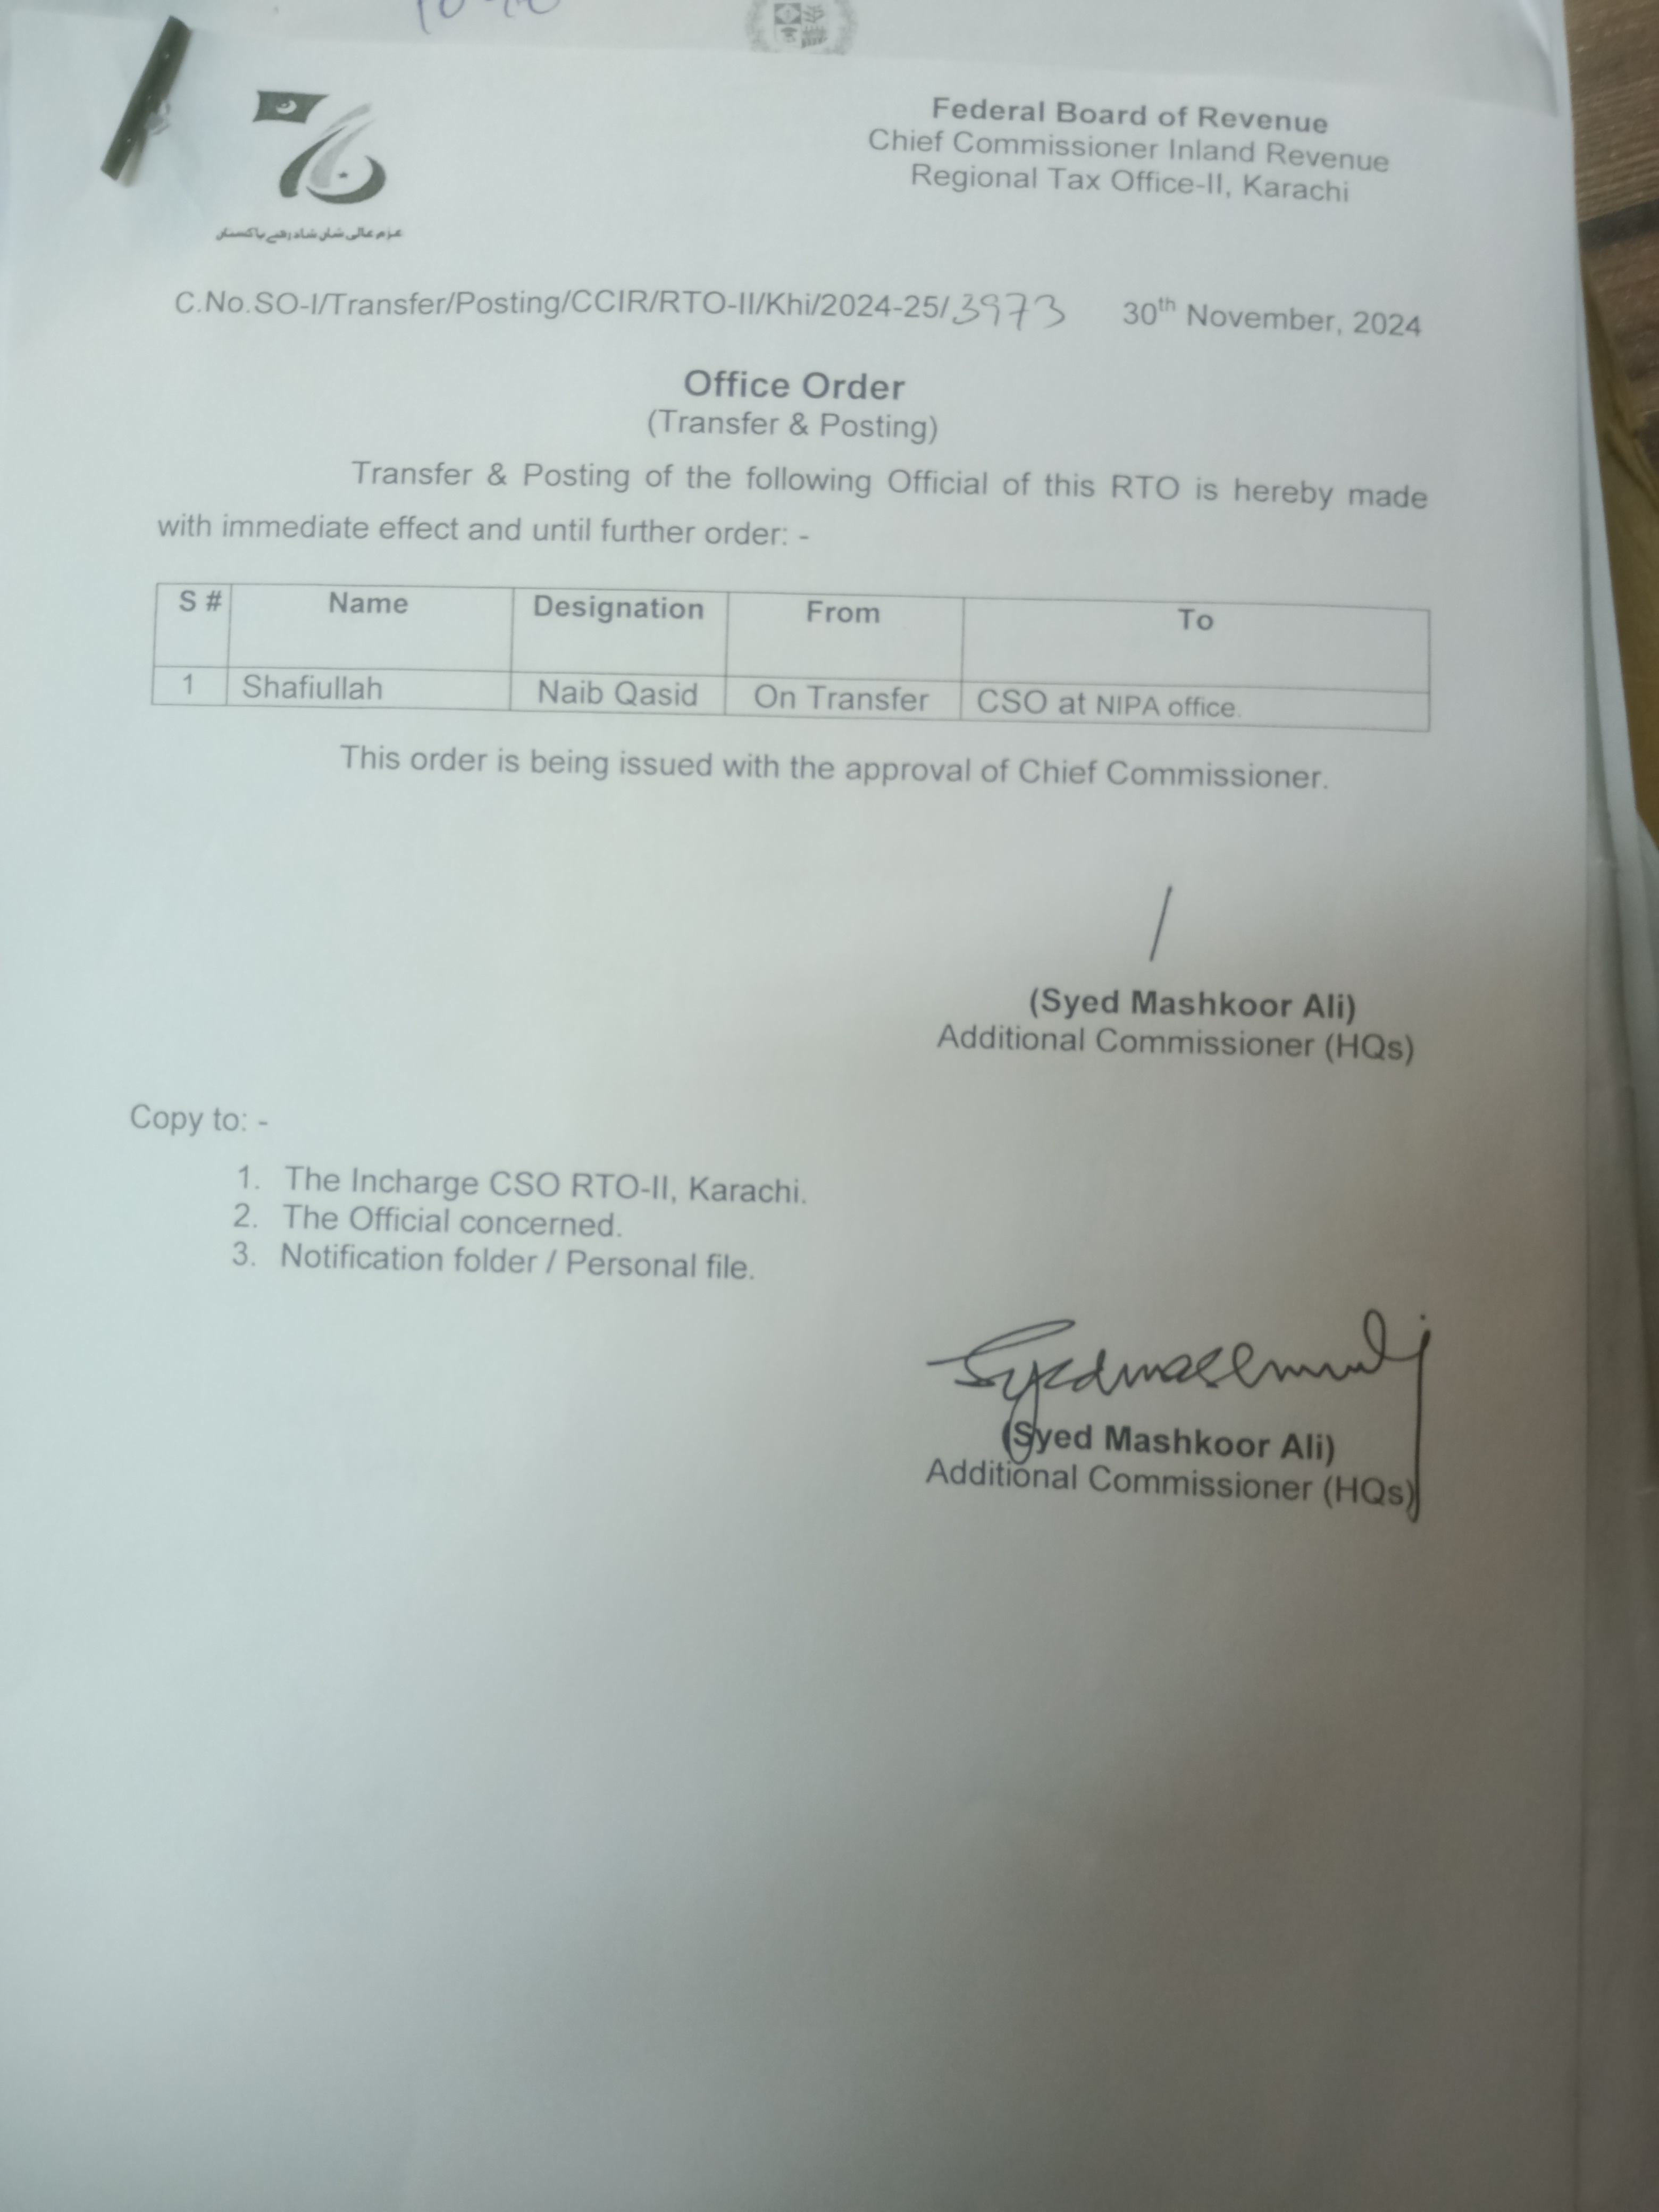 Federal Board of Revenue
Chief Commissioner Inland Revenue
Regional Tax Office-II, Karachi
عزم عالی شان شاد رھے پاکستان
C.No.SO-I/Transfer/Posting/CCIR/RTO-II/Khi/2024-25/3973 30th November, 2024
Office Order
(Transfer & Posting)
Transfer & Posting of the following Official of this RTO is hereby made
with immediate effect and until further order: -
S # Name Designation From To
1 Shafiullah Naib Qasid On Transfer CSO at NIPA office.
This order is being issued with the approval of Chief Commissioner.
(Syed Mashkoor Ali)
Additional Commissioner (HQs)
Copy to: -
1. The Incharge CSO RTO-II, Karachi.
2. The Official concerned.
3. Notification folder / Personal file.
(Syed Mashkoor Ali)
Additional Commissioner (HQs)